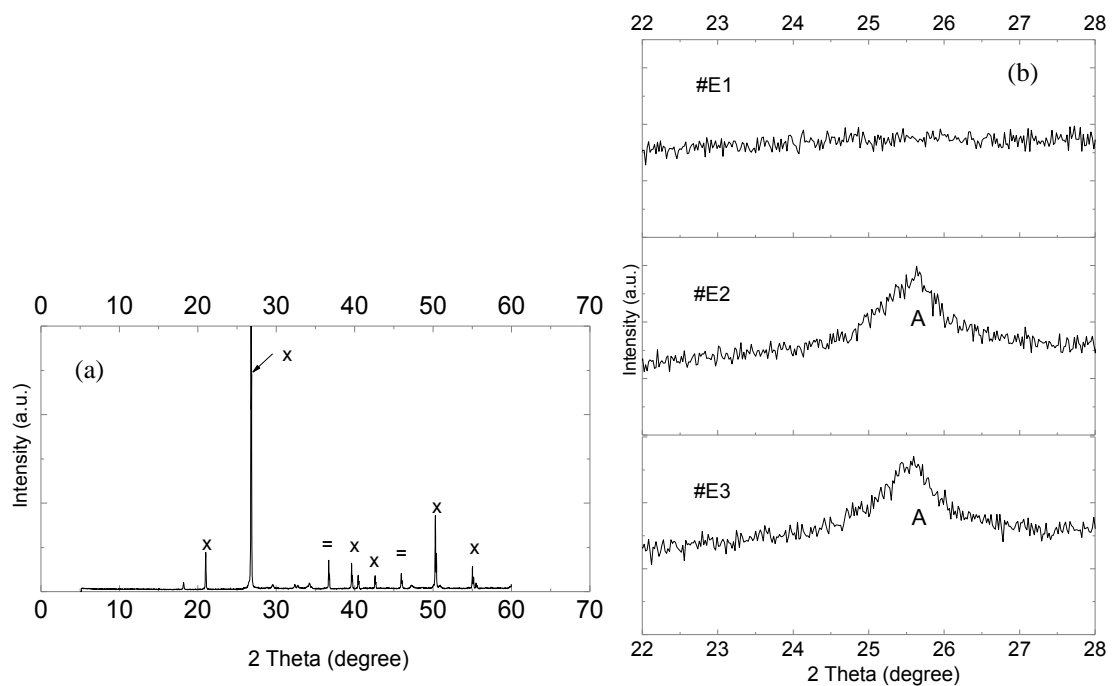 0 10 20 30 40 50 60 70
(a)
x
x
=
x
x
=
x
x
Intensity (a.u.)
0 10 20 30 40 50 60 70
2 Theta (degree)
22 23 24 25 26 27 28
(b)
#E1
#E2
A
Intensity (a.u.)
#E3
A
22 23 24 25 26 27 28
2 Theta (degree)